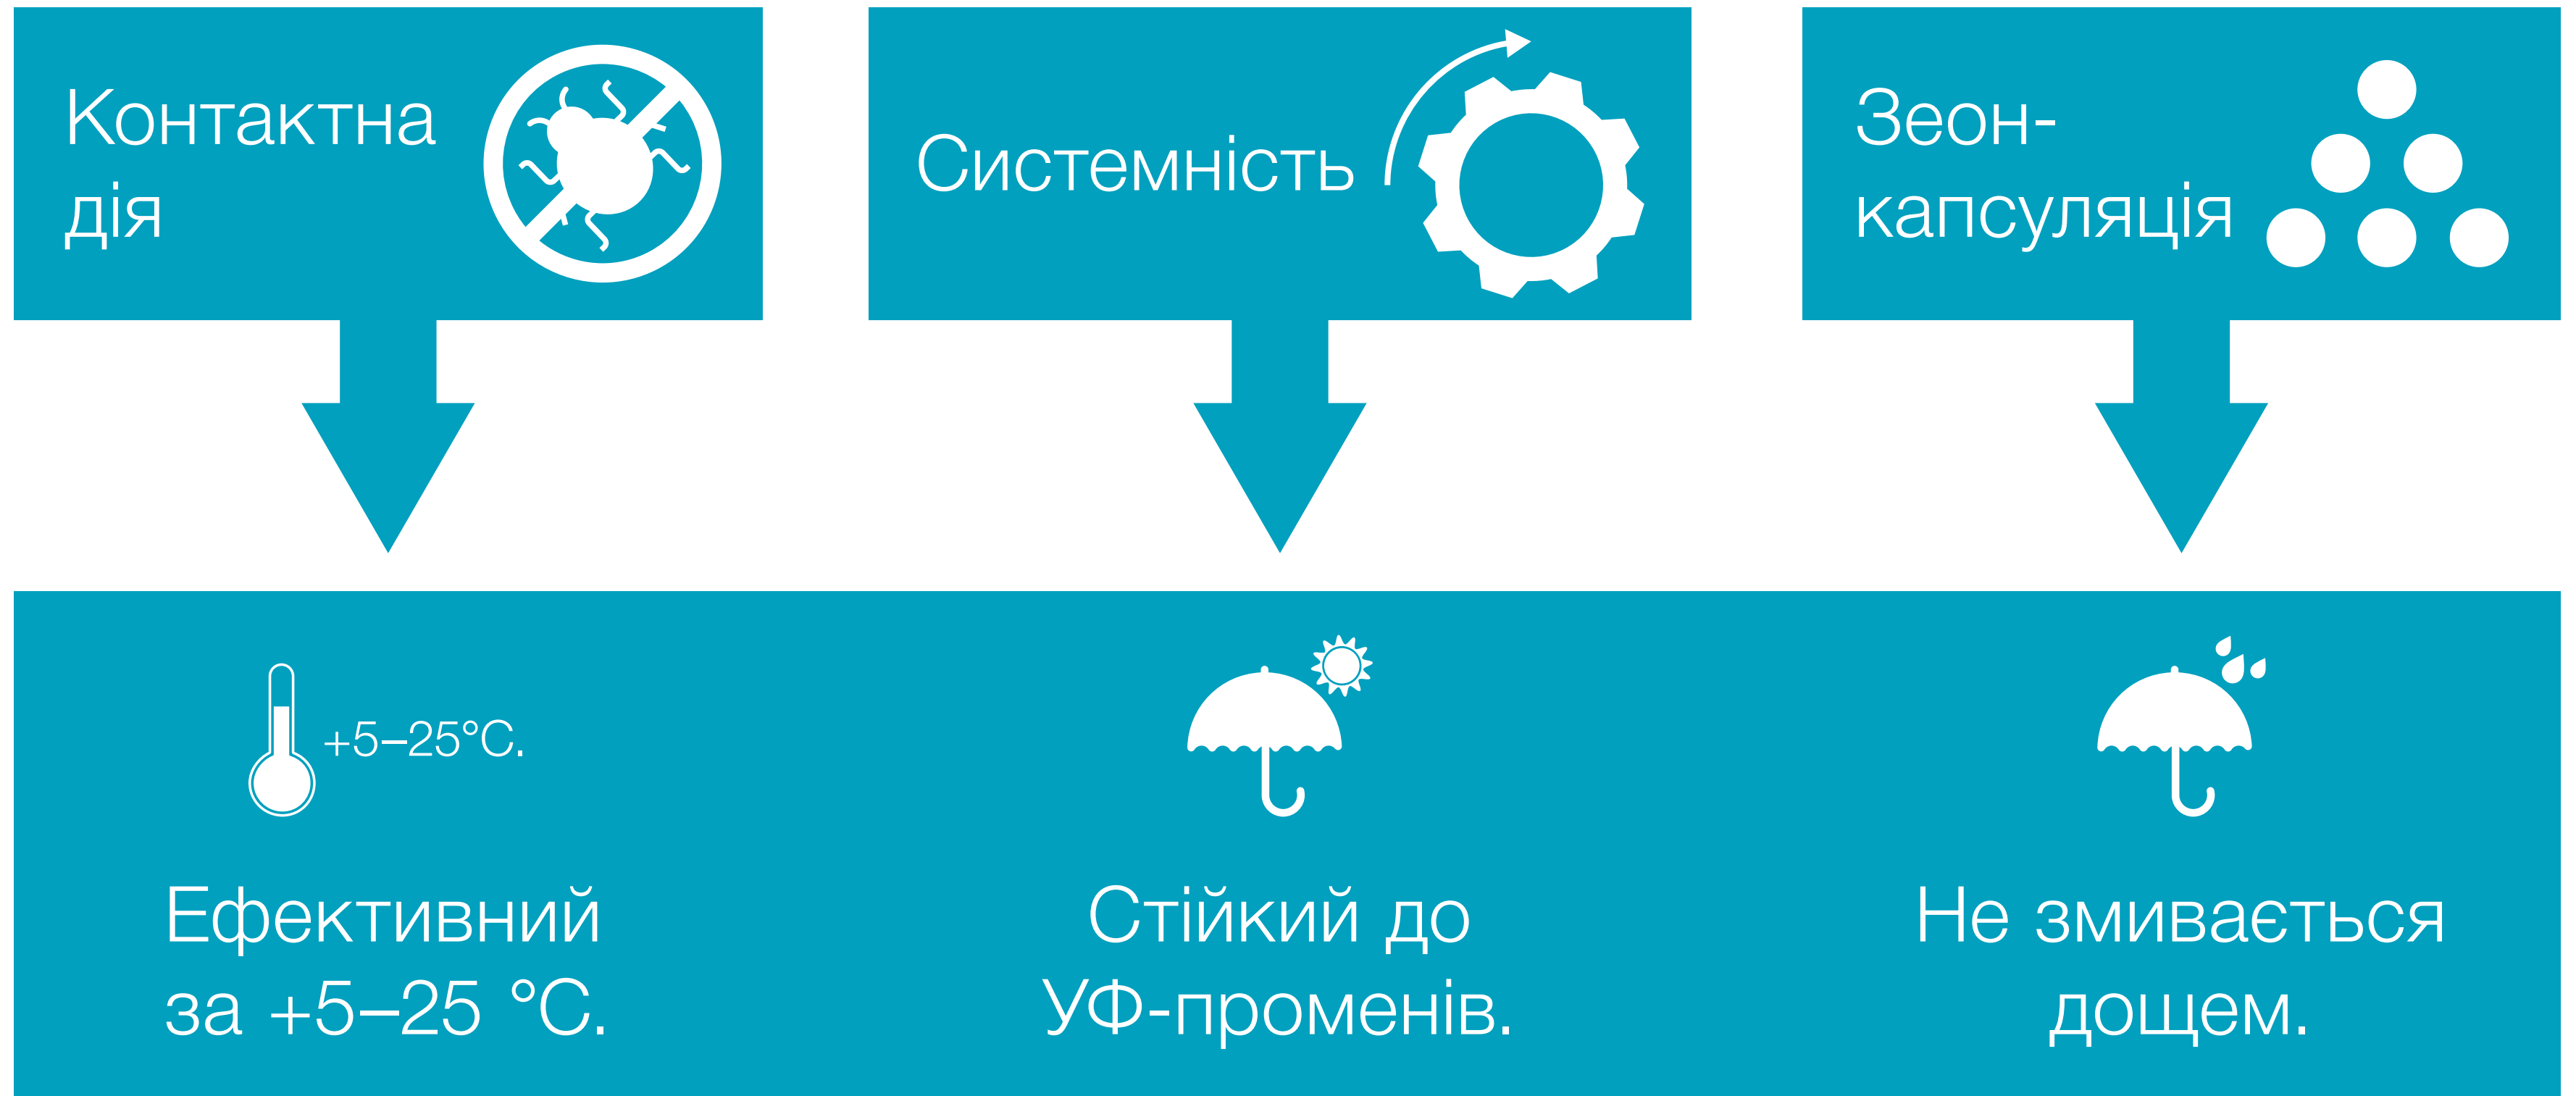 Контактна
дія
Системність
Зеон-
капсуляція
+5–25°C.
Ефективний
за +5–25 °C.
Стійкий до
УФ-променів.
Не змивається
дощем.